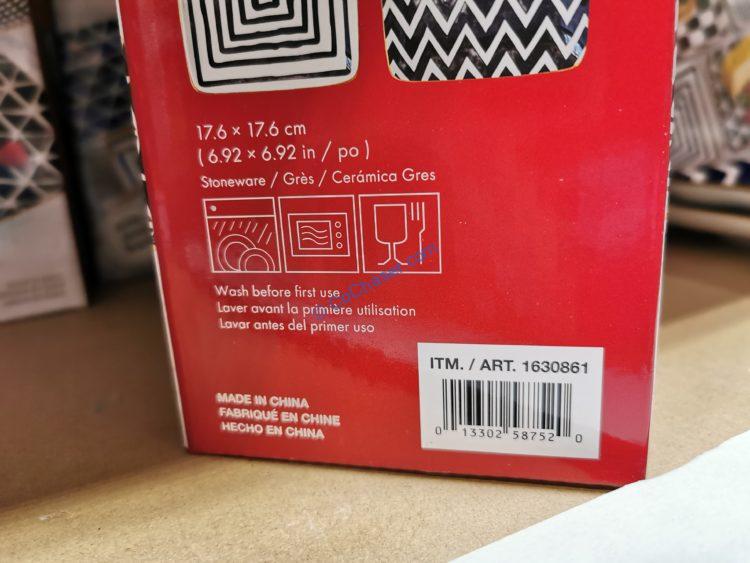 17.6 × 17.6 cm
( 6.92 × 6.92 in / po )
Stoneware / Grès / Cerámica Gres
CoChaser.com
Wash before first use
Laver avant la première utilisation
Lavar antes del primer uso
MADE IN CHINA
FABRIQUÉ EN CHINE
HECHO EN CHINA
ITM. / ART. 1630861
0 13302 58752 0